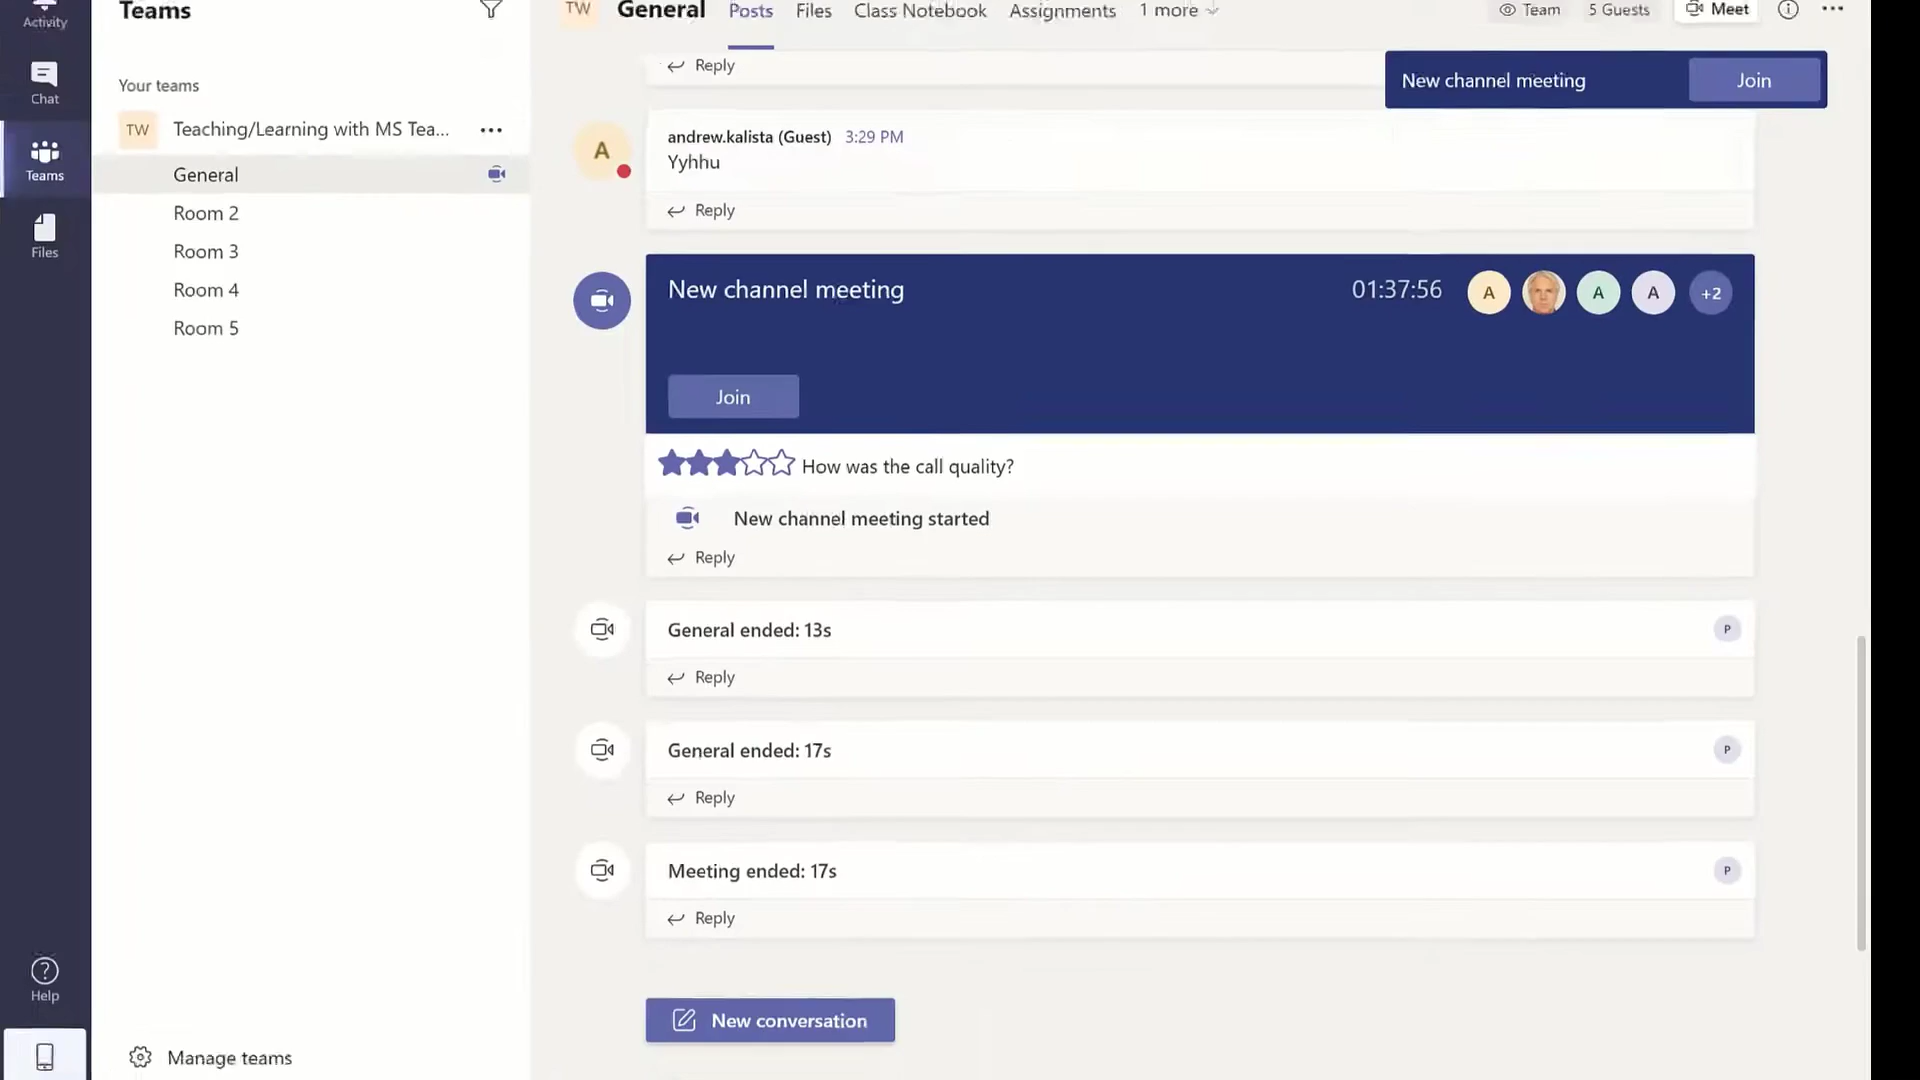 Activity
Chat
Teams
Files
Help
Teams
Your teams
TW
Teaching/Learning with MS Tea...
General
Room 2
Room 3
Room 4
Room 5
Manage teams
TW
General
Posts
Files
Class Notebook
Assignments
1 more
Team
5 Guests
Meet
New channel meeting
Join
Reply
A
andrew.kalista (Guest) 3:29 PM
Yyhhu
Reply
New channel meeting
01:37:56
A
A
A
+2
Join
How was the call quality?
New channel meeting started
Reply
General ended: 13s
P
Reply
General ended: 17s
P
Reply
Meeting ended: 17s
P
Reply
New conversation